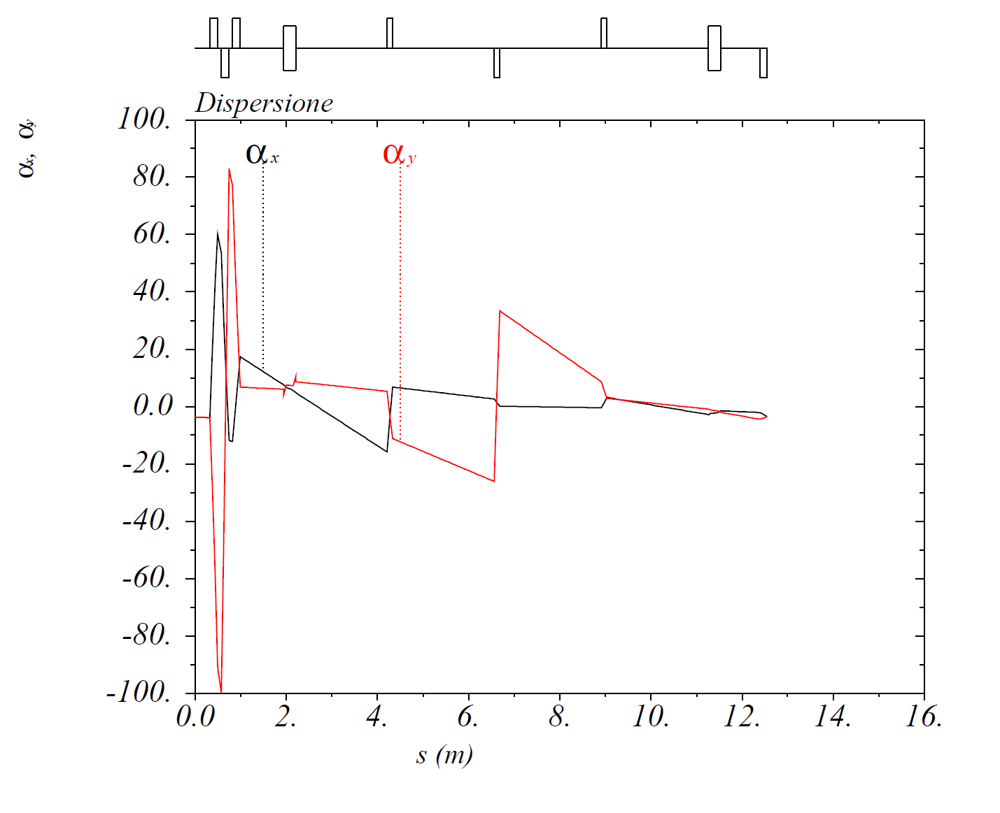 Dispersione
αx, αy
αx
αy
100.
80.
60.
40.
20.
0.0
-20.
-40.
-60.
-80.
-100.
0.0 2. 4. 6. 8. 10. 12. 14. 16.
s (m)